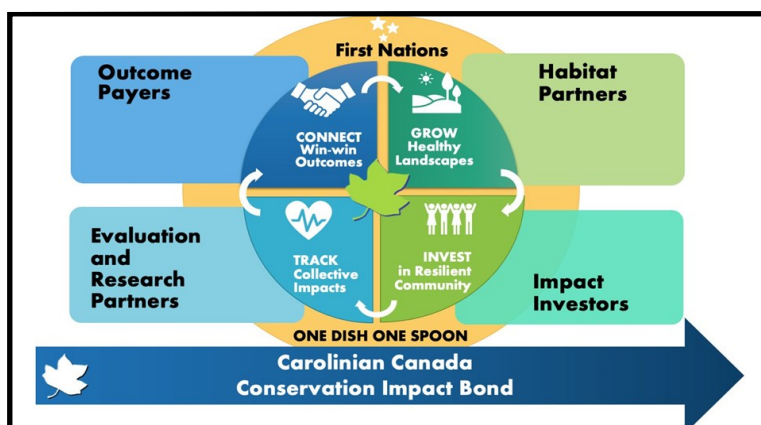 First Nations
Outcome
Payers
Habitat
Partners
CONNECT
Win-win
Outcomes
GROW
Healthy
Landscapes
Evaluation
and
Research
Partners
TRACK
Collective
Impacts
INVEST
in Resilient
Community
Impact
Investors
ONE DISH ONE SPOON
Carolinian Canada
Conservation Impact Bond